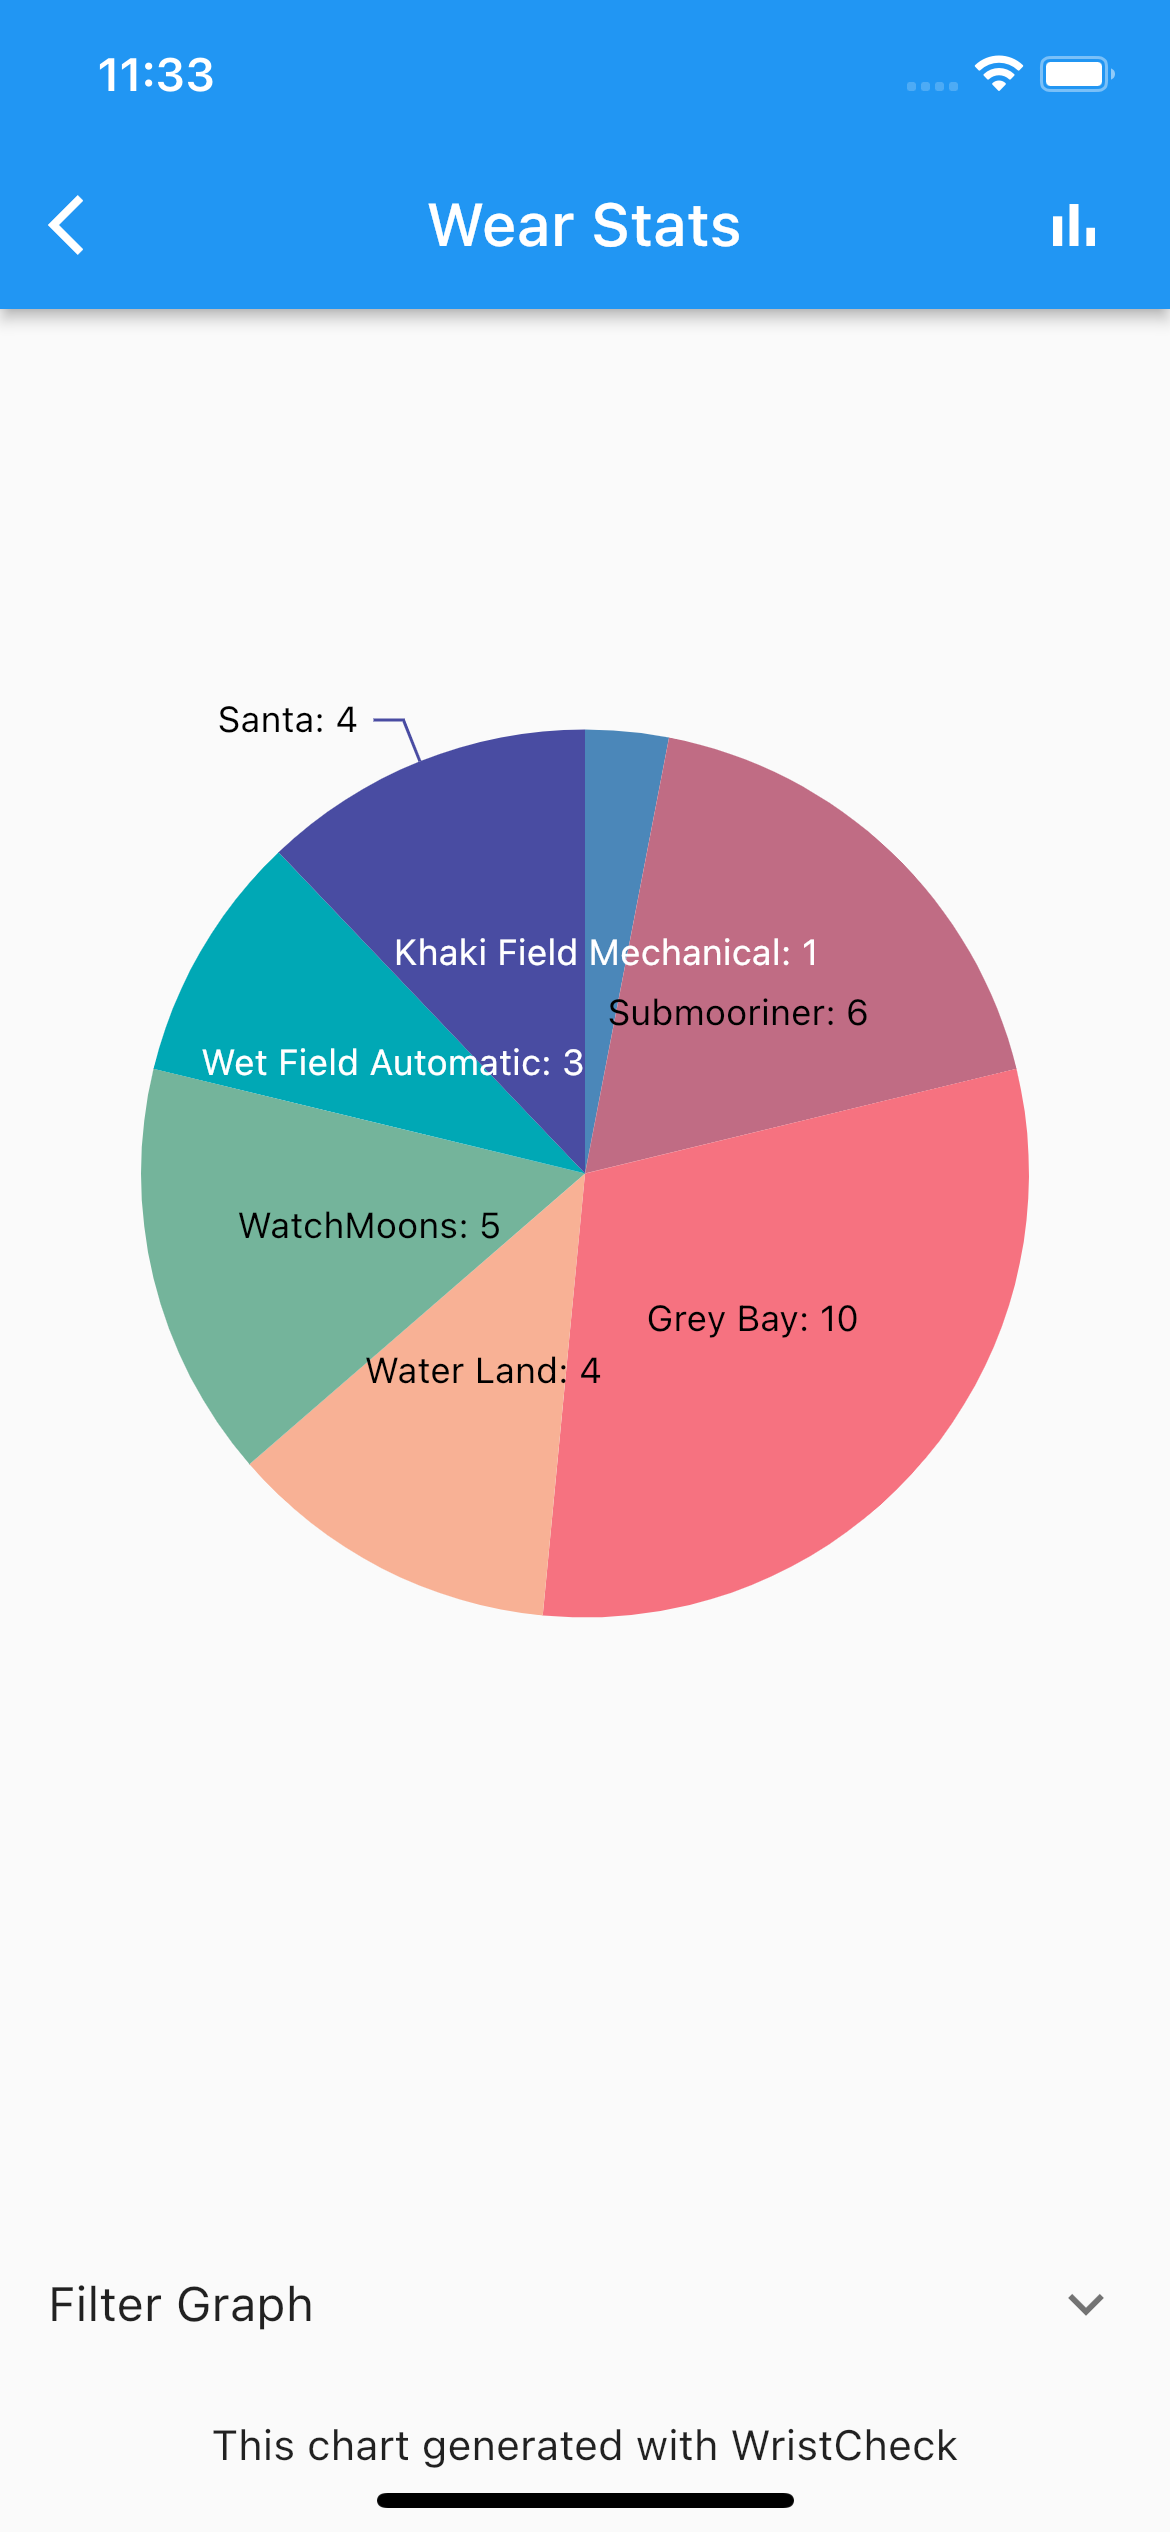 11:33
Wear Stats
Santa: 4
Khaki Field Mechanical: 1
Submooriner: 6
Wet Field Automatic: 3
WatchMoons: 5
Grey Bay: 10
Water Land: 4
Filter Graph
This chart generated with WristCheck